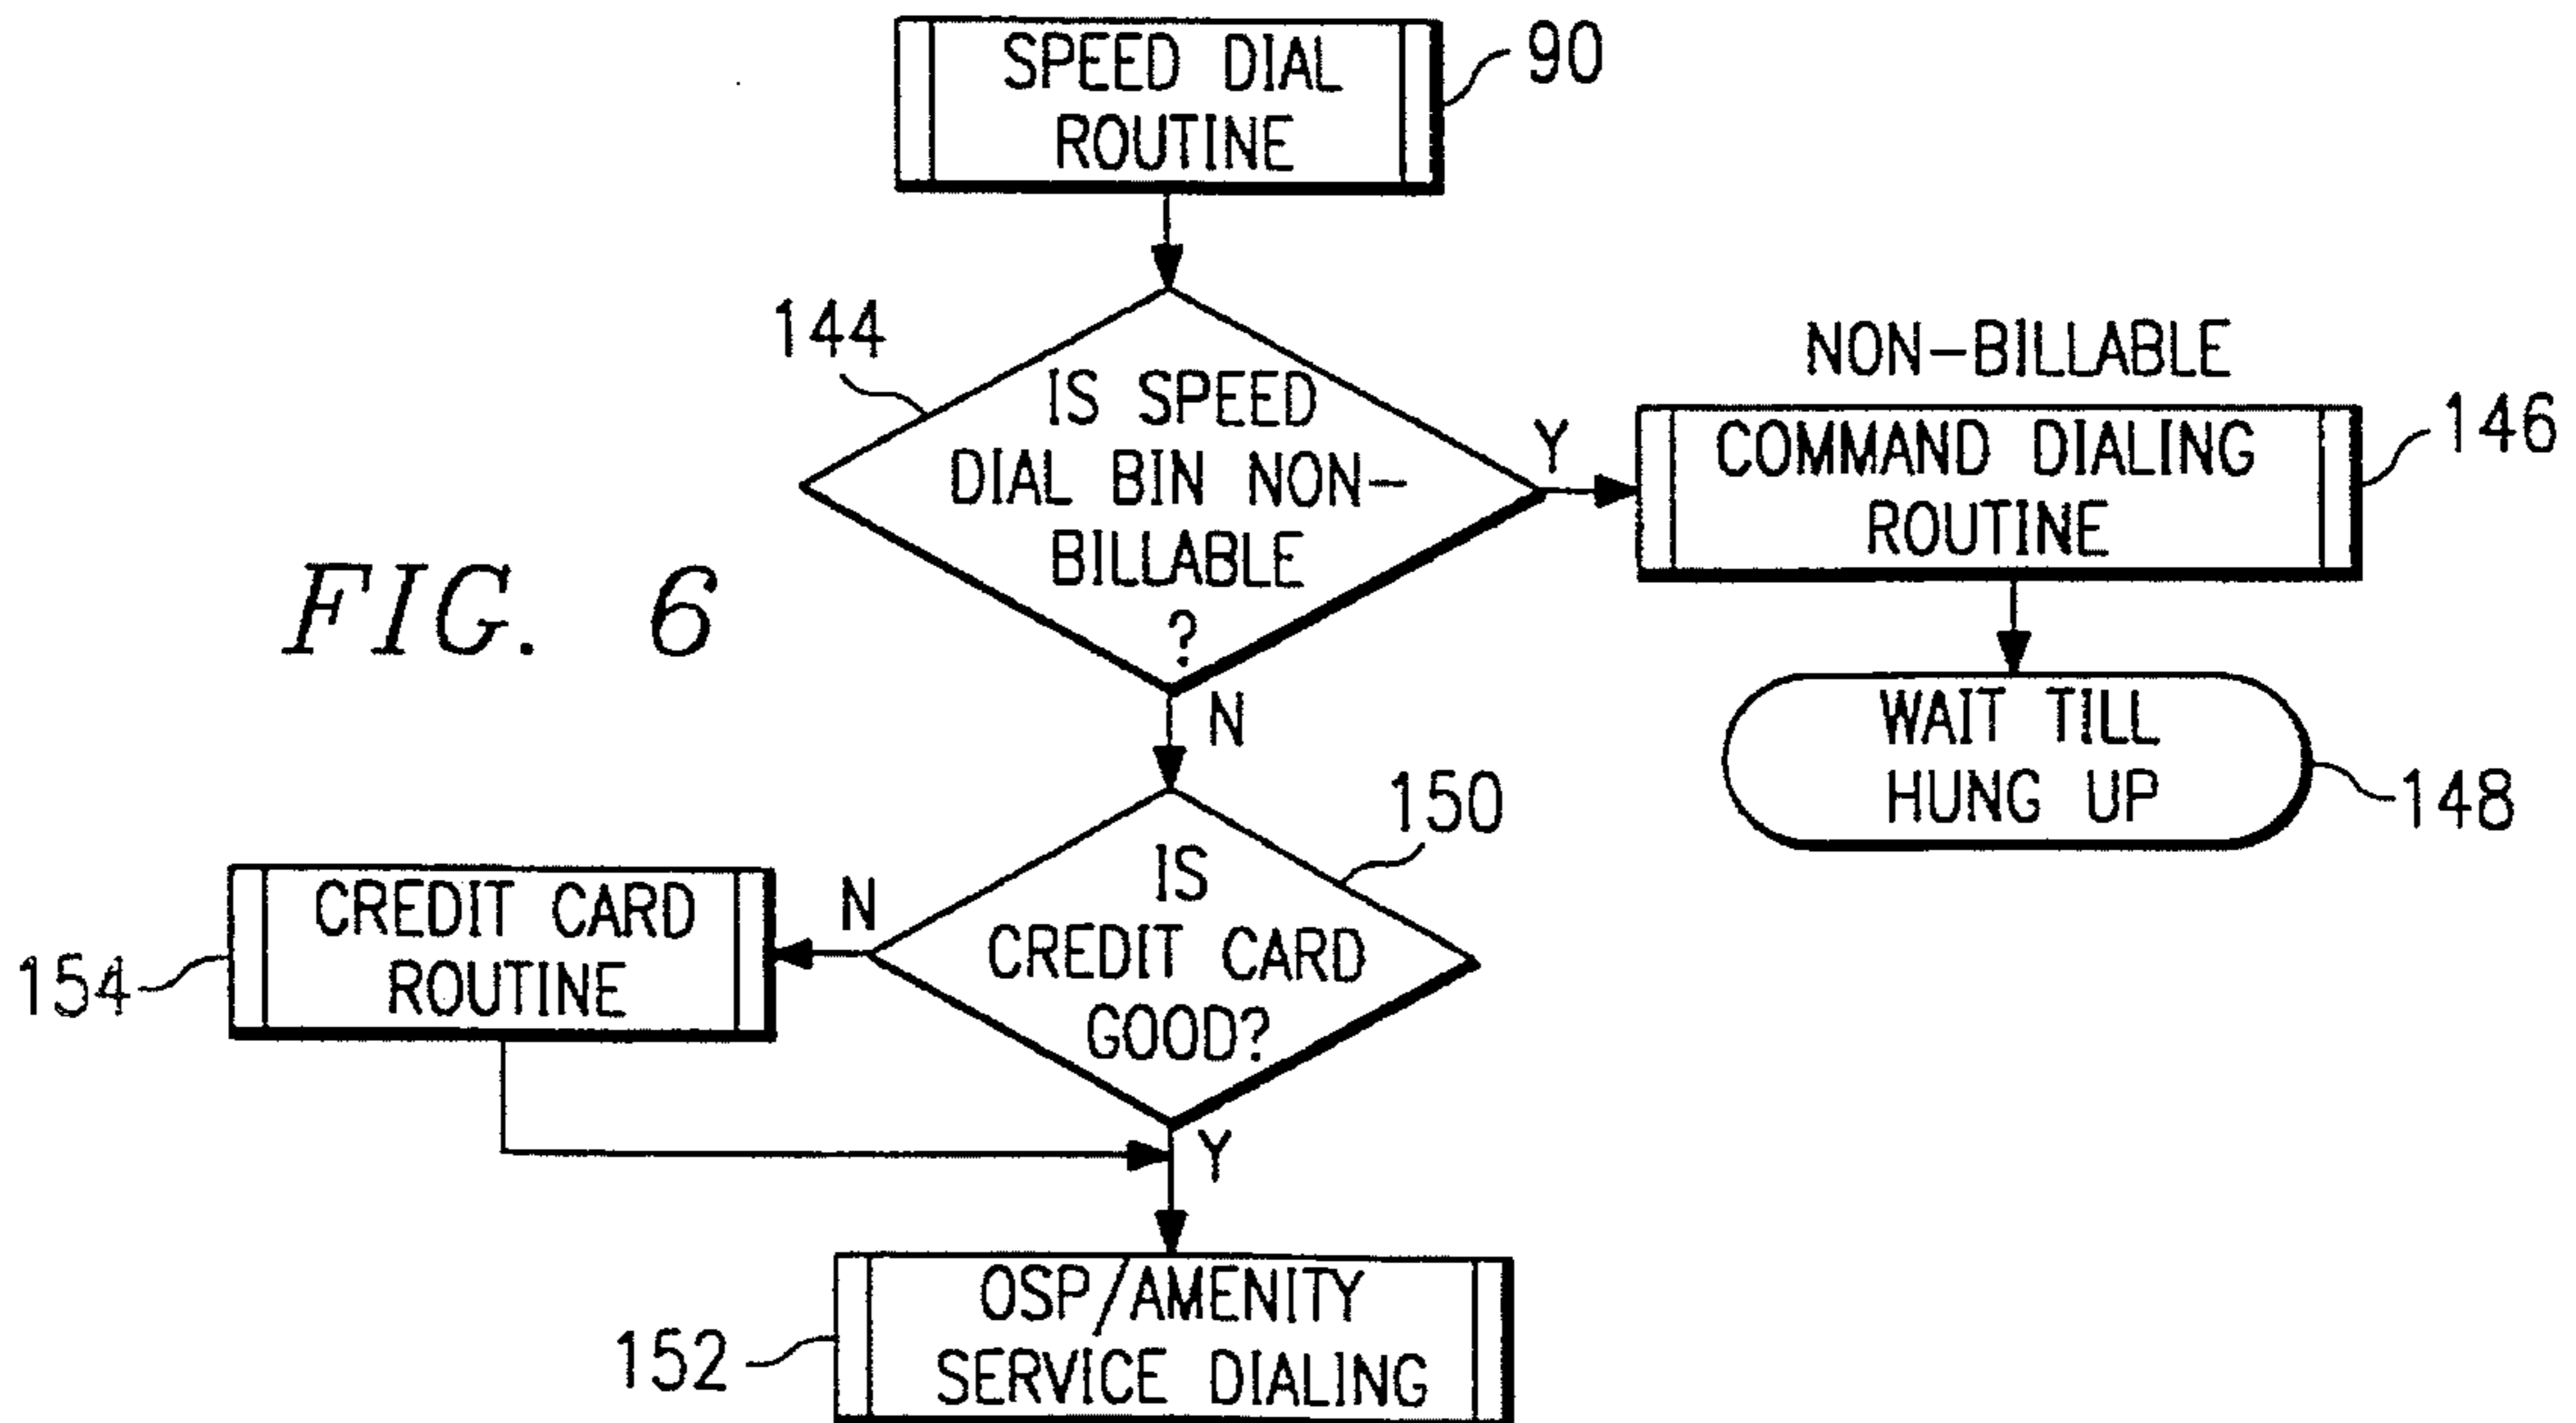 SPEED DIAL
ROUTINE
90
144
IS SPEED
DIAL BIN NON-
BILLABLE
?
Y
NON-BILLABLE
COMMAND DIALING
ROUTINE
146
WAIT TILL
HUNG UP
148
FIG. 6
N
150
IS
CREDIT CARD
GOOD?
N
CREDIT CARD
ROUTINE
154
Y
OSP/AMENITY
SERVICE DIALING
152